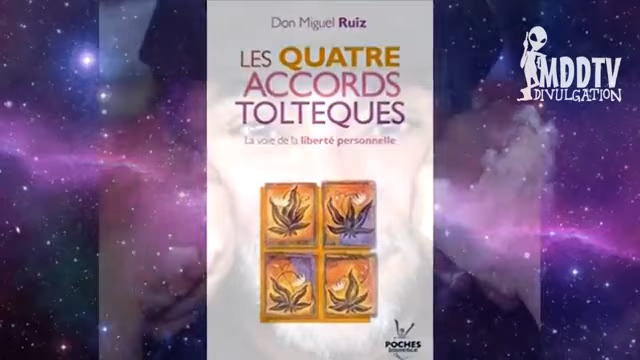 Don Miguel Ruiz
LES QUATRE
ACCORDS
TOLTEQUES
La voie de la liberté personnelle
POCHES
MDDTV
DIVULGATION